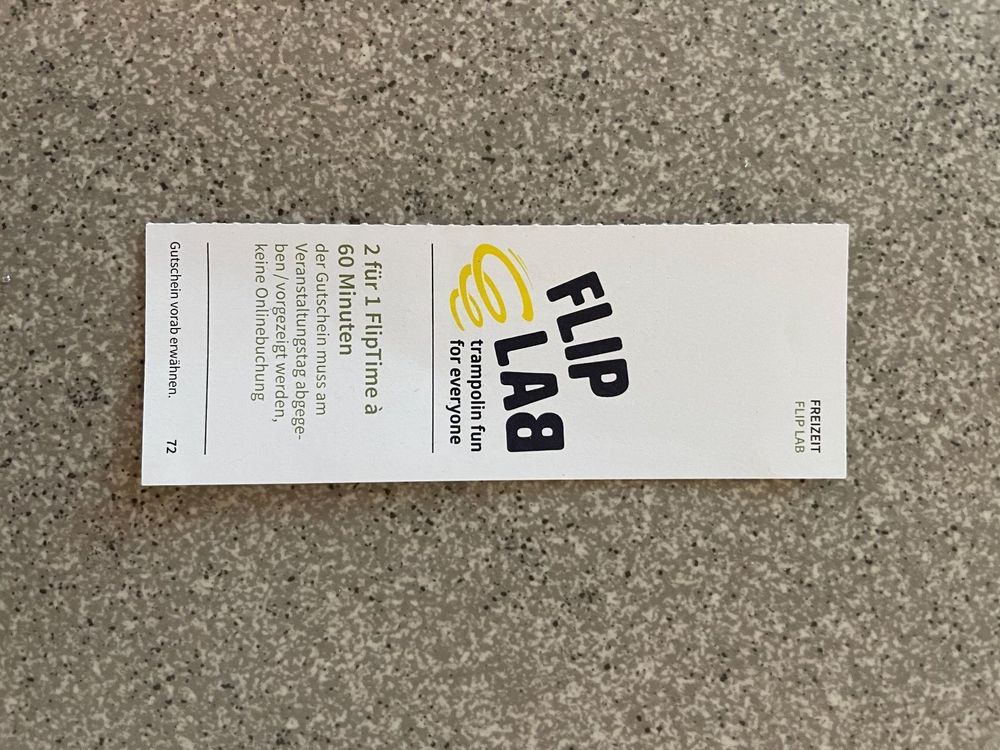 FREIZEIT
FLIP LAB
FLIP
LAB
trampolin fun
for everyone
2 für 1 FlipTime à
60 Minuten
der Gutschein muss am
Veranstaltungstag abgege-
ben / vorgezeigt werden,
keine Onlinebuchung
Gutschein vorab erwähnen. 72